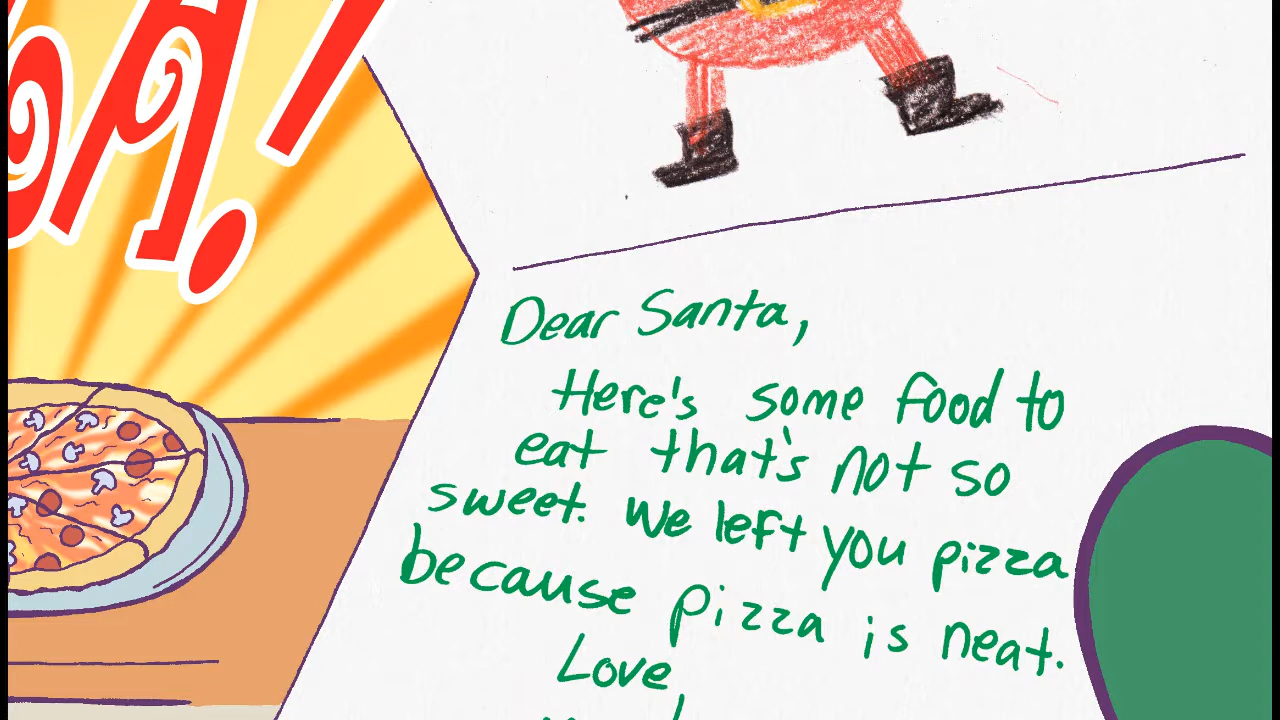 Dear Santa,
Here's some food to
eat that's not so
sweet. We left you pizza
because pizza is neat.
Love,